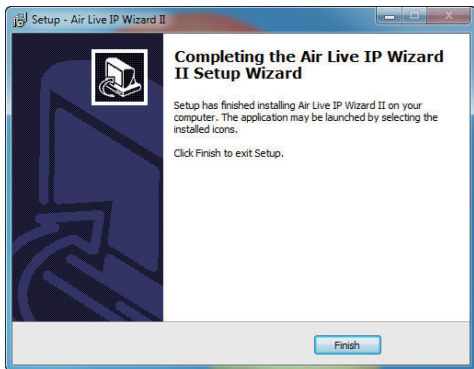 Setup - Air Live IP Wizard II
Completing the Air Live IP Wizard
II Setup Wizard
Setup has finished installing Air Live IP Wizard II on your
computer. The application may be launched by selecting the
installed icons.
Click Finish to exit Setup.
Finish